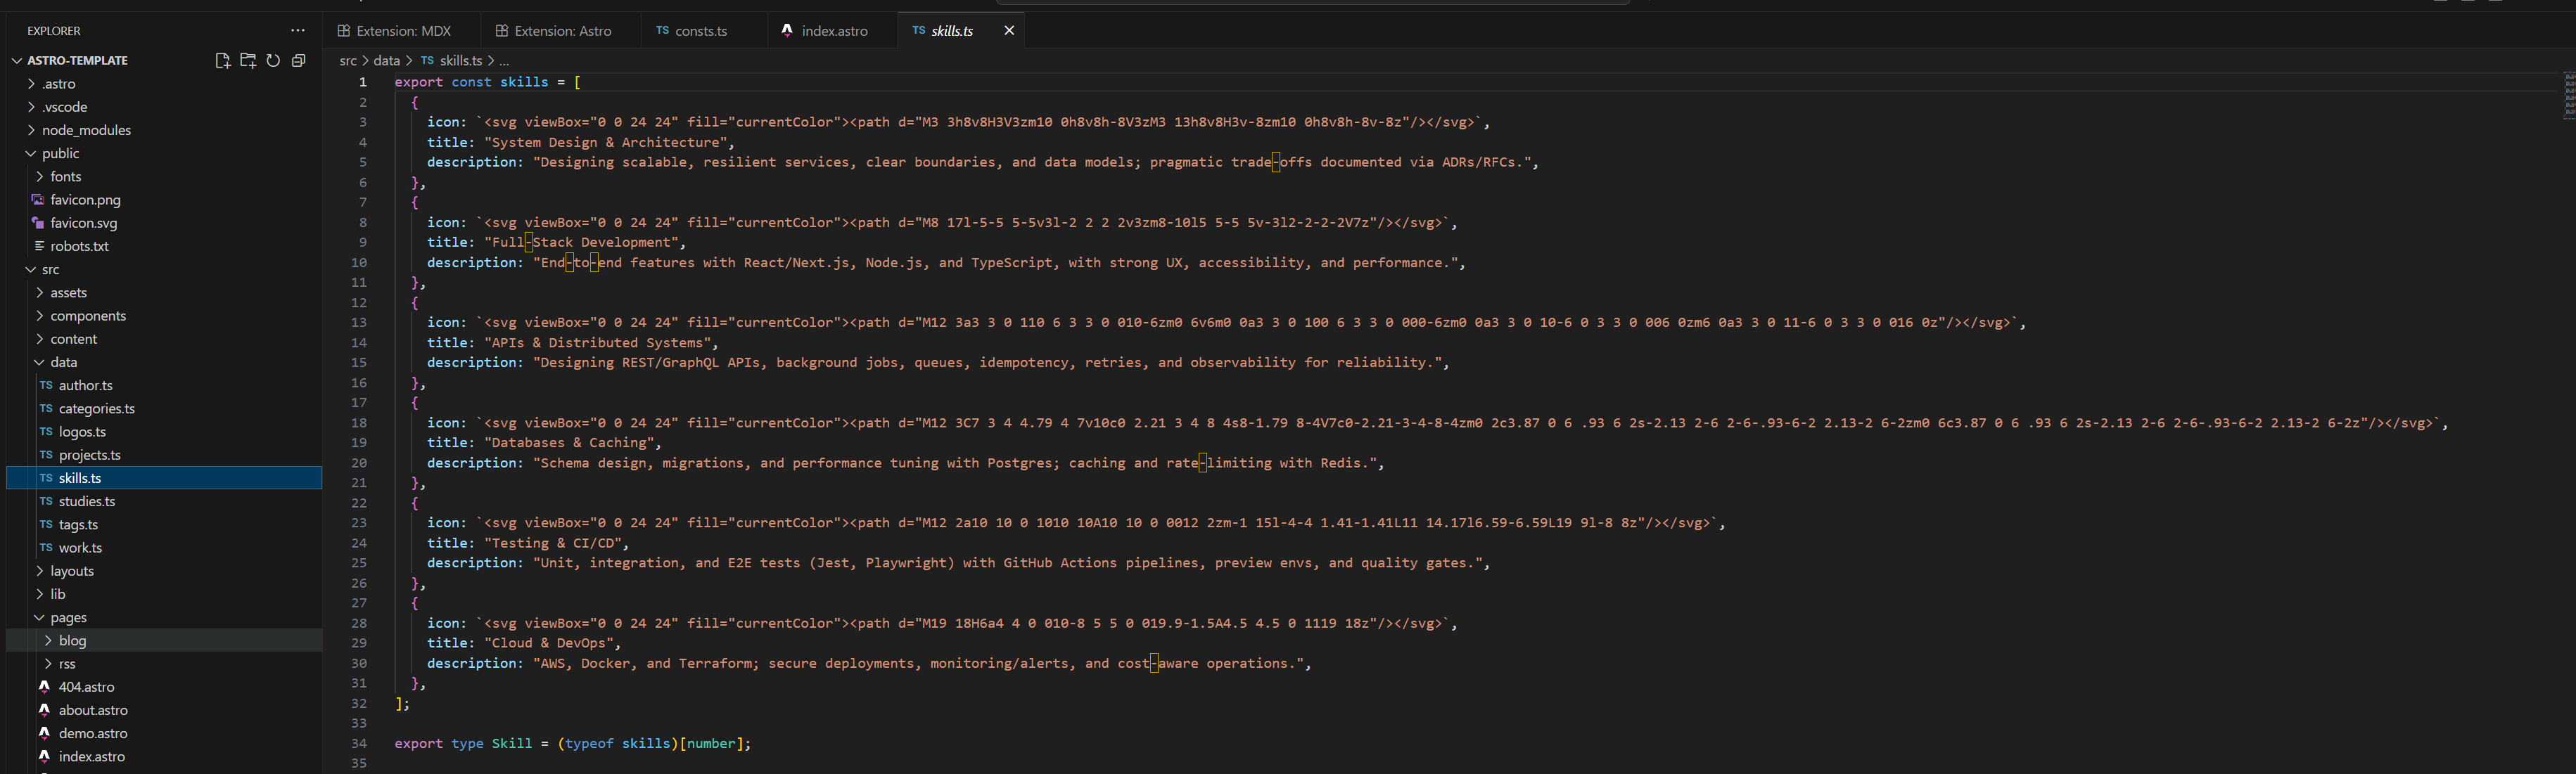 EXPLORER
ASTRO-TEMPLATE
.astro
.vscode
node_modules
public
fonts
favicon.png
favicon.svg
robots.txt
src
assets
components
content
data
TS author.ts
TS categories.ts
TS logos.ts
TS projects.ts
TS skills.ts
TS studies.ts
TS tags.ts
TS work.ts
layouts
lib
pages
blog
rss
404.astro
about.astro
demo.astro
index.astro
Extension: MDX
Extension: Astro
TS consts.ts
index.astro
TS skills.ts
src > data > TS skills.ts > ...
1 export const skills = [
2 {
3 icon: `<svg viewBox="0 0 24 24" fill="currentColor"><path d="M3 3h8v8H3V3zm10 0h8v8h-8V3zM3 13h8v8H3v-8zm10 0h8v8h-8v-8z"/></svg>`,
4 title: "System Design & Architecture",
5 description: "Designing scalable, resilient services, clear boundaries, and data models; pragmatic trade‑offs documented via ADRs/RFCs.",
6 },
7 {
8 icon: `<svg viewBox="0 0 24 24" fill="currentColor"><path d="M8 17l-5-5 5-5v3l-2 2 2 2v3zm8-10l5 5-5 5v-3l2-2-2-2V7z"/></svg>`,
9 title: "Full‑Stack Development",
10 description: "End‑to‑end features with React/Next.js, Node.js, and TypeScript, with strong UX, accessibility, and performance.",
11 },
12 {
13 icon: `<svg viewBox="0 0 24 24" fill="currentColor"><path d="M12 3a3 3 0 110 6 3 3 0 010-6zm0 6v6m0 0a3 3 0 100 6 3 3 0 000-6zm0 0a3 3 0 10-6 0 3 3 0 006 0zm6 0a3 3 0 11-6 0 3 3 0 016 0z"/></svg>`,
14 title: "APIs & Distributed Systems",
15 description: "Designing REST/GraphQL APIs, background jobs, queues, idempotency, retries, and observability for reliability.",
16 },
17 {
18 icon: `<svg viewBox="0 0 24 24" fill="currentColor"><path d="M12 3C7 3 4 4.79 4 7v10c0 2.21 3 4 8 4s8-1.79 8-4V7c0-2.21-3-4-8-4zm0 2c3.87 0 6 .93 6 2s-2.13 2-6 2-6-.93-6-2 2.13-2 6-2zm0 6c3.87 0 6 .93 6 2s-2.13 2-6 2-6-.93-6-2 2.13-2 6-2z"/></svg>`,
19 title: "Databases & Caching",
20 description: "Schema design, migrations, and performance tuning with Postgres; caching and rate‑limiting with Redis.",
21 },
22 {
23 icon: `<svg viewBox="0 0 24 24" fill="currentColor"><path d="M12 2a10 10 0 1010 10A10 10 0 0012 2zm-1 15l-4-4 1.41-1.41L11 14.17l6.59-6.59L19 9l-8 8z"/></svg>`,
24 title: "Testing & CI/CD",
25 description: "Unit, integration, and E2E tests (Jest, Playwright) with GitHub Actions pipelines, preview envs, and quality gates.",
26 },
27 {
28 icon: `<svg viewBox="0 0 24 24" fill="currentColor"><path d="M19 18H6a4 4 0 010-8 5 5 0 019.9-1.5A4.5 4.5 0 1119 18z"/></svg>`,
29 title: "Cloud & DevOps",
30 description: "AWS, Docker, and Terraform; secure deployments, monitoring/alerts, and cost‑aware operations.",
31 },
32 ];
33
34 export type Skill = (typeof skills)[number];
35